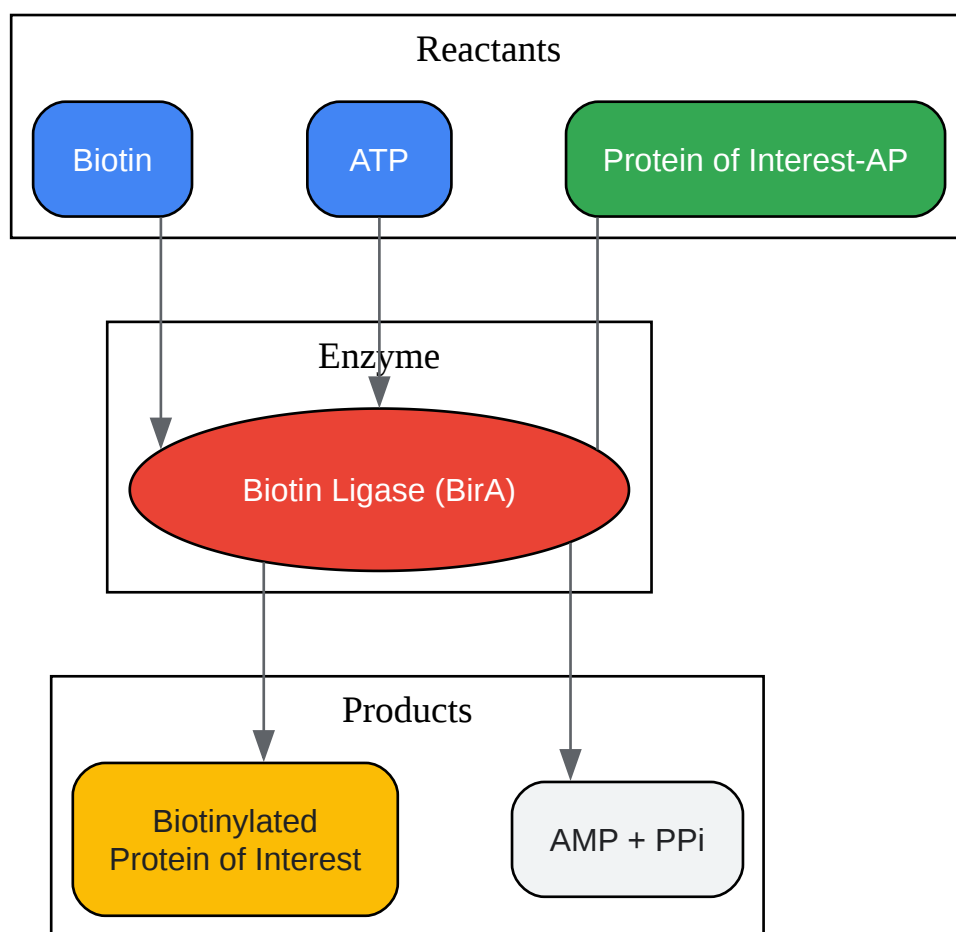 Reactants
Biotin
ATP
Protein of Interest-AP
Enzyme
Biotin Ligase (BirA)
Products
Biotinylated
Protein of Interest
AMP + PPi